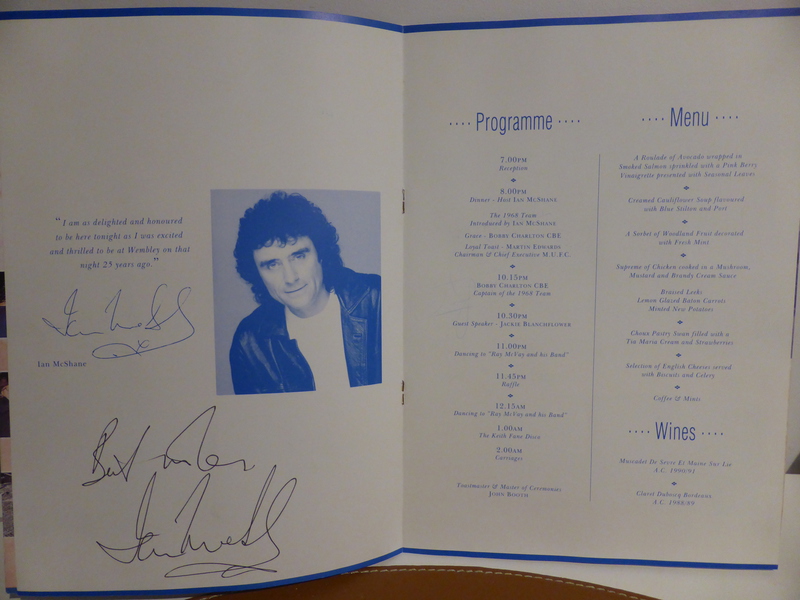 “I am as delighted and honoured
to be here tonight as I was excited
and thrilled to be at Wembley on that
night 25 years ago.”
Ian McShane
Ian McShane
Best wishes
Ian McShane
···· Programme ····
7.00PM
Reception
8.00PM
Dinner - Host IAN MCSHANE
The 1968 Team
Introduced by IAN MCSHANE
Grace - BOBBY CHARLTON CBE
Loyal Toast - MARTIN EDWARDS
Chairman & Chief Executive M.U.F.C.
10.15PM
BOBBY CHARLTON CBE
Captain of the 1968 Team
10.30PM
Guest Speaker - JACKIE BLANCHFLOWER
11.00PM
Dancing to "Ray McVay and his Band"
11.45PM
Raffle
12.15AM
Dancing to "Ray McVay and his Band"
1.00AM
The Keith Fane Disco
2.00AM
Carriages
Toastmaster & Master of Ceremonies
JOHN BOOTH
···· Menu ····
A Roulade of Avocado wrapped in
Smoked Salmon sprinkled with a Pink Berry
Vinaigrette presented with Seasonal Leaves
Creamed Cauliflower Soup flavoured
with Blue Stilton and Port
A Sorbet of Woodland Fruit decorated
with Fresh Mint
Supreme of Chicken cooked in a Mushroom,
Mustard and Brandy Cream Sauce
Braised Leeks
Lemon Glazed Baton Carrots
Minted New Potatoes
Choux Pastry Swan filled with a
Tia Maria Cream and Strawberries
Selection of English Cheeses served
with Biscuits and Celery
Coffee & Mints
···· Wines ····
Muscadet De Sevre Et Maine Sur Lie
A.C. 1990/91
Claret Dubosq Bordeaux
A.C. 1988/89